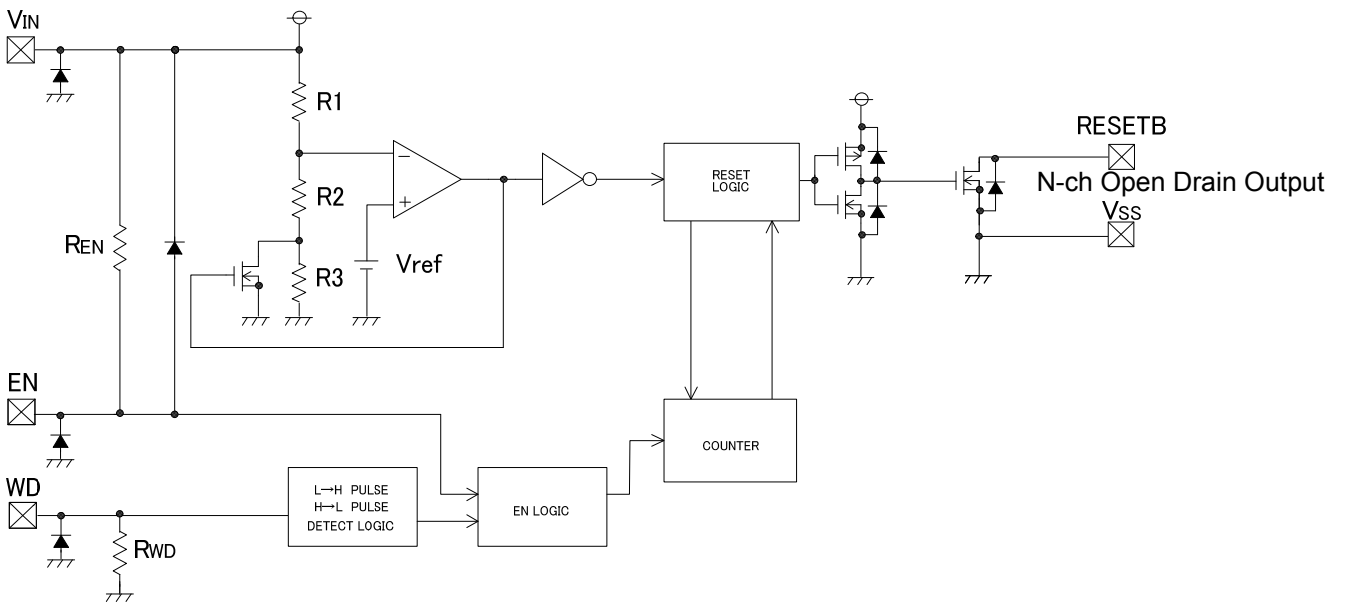 VIN
R1
R2
R3
REN
−
+
Vref
RESET
LOGIC
RESETB
N-ch Open Drain Output
VSS
EN
COUNTER
WD
L→H PULSE
H→L PULSE
DETECT LOGIC
EN LOGIC
RWD